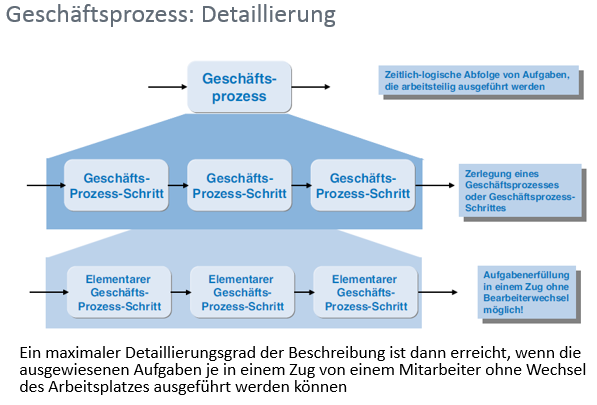 Geschäftsprozess: Detaillierung
Geschäfts-
prozess
Zeitlich-logische Abfolge von Aufgaben,
die arbeitsteilig ausgeführt werden
Geschäfts-
Prozess-Schritt
Geschäfts-
Prozess-Schritt
Geschäfts-
Prozess-Schritt
Zerlegung eines
Geschäftsprozesses
oder Geschäftsprozess-
Schrittes
Elementarer
Geschäfts-
Prozess-Schritt
Elementarer
Geschäfts-
Prozess-Schritt
Elementarer
Geschäfts-
Prozess-Schritt
Aufgabenerfüllung
in einem Zug ohne
Bearbeiterwechsel
möglich!
Ein maximaler Detaillierungsgrad der Beschreibung ist dann erreicht, wenn die
ausgewiesenen Aufgaben je in einem Zug von einem Mitarbeiter ohne Wechsel
des Arbeitsplatzes ausgeführt werden können